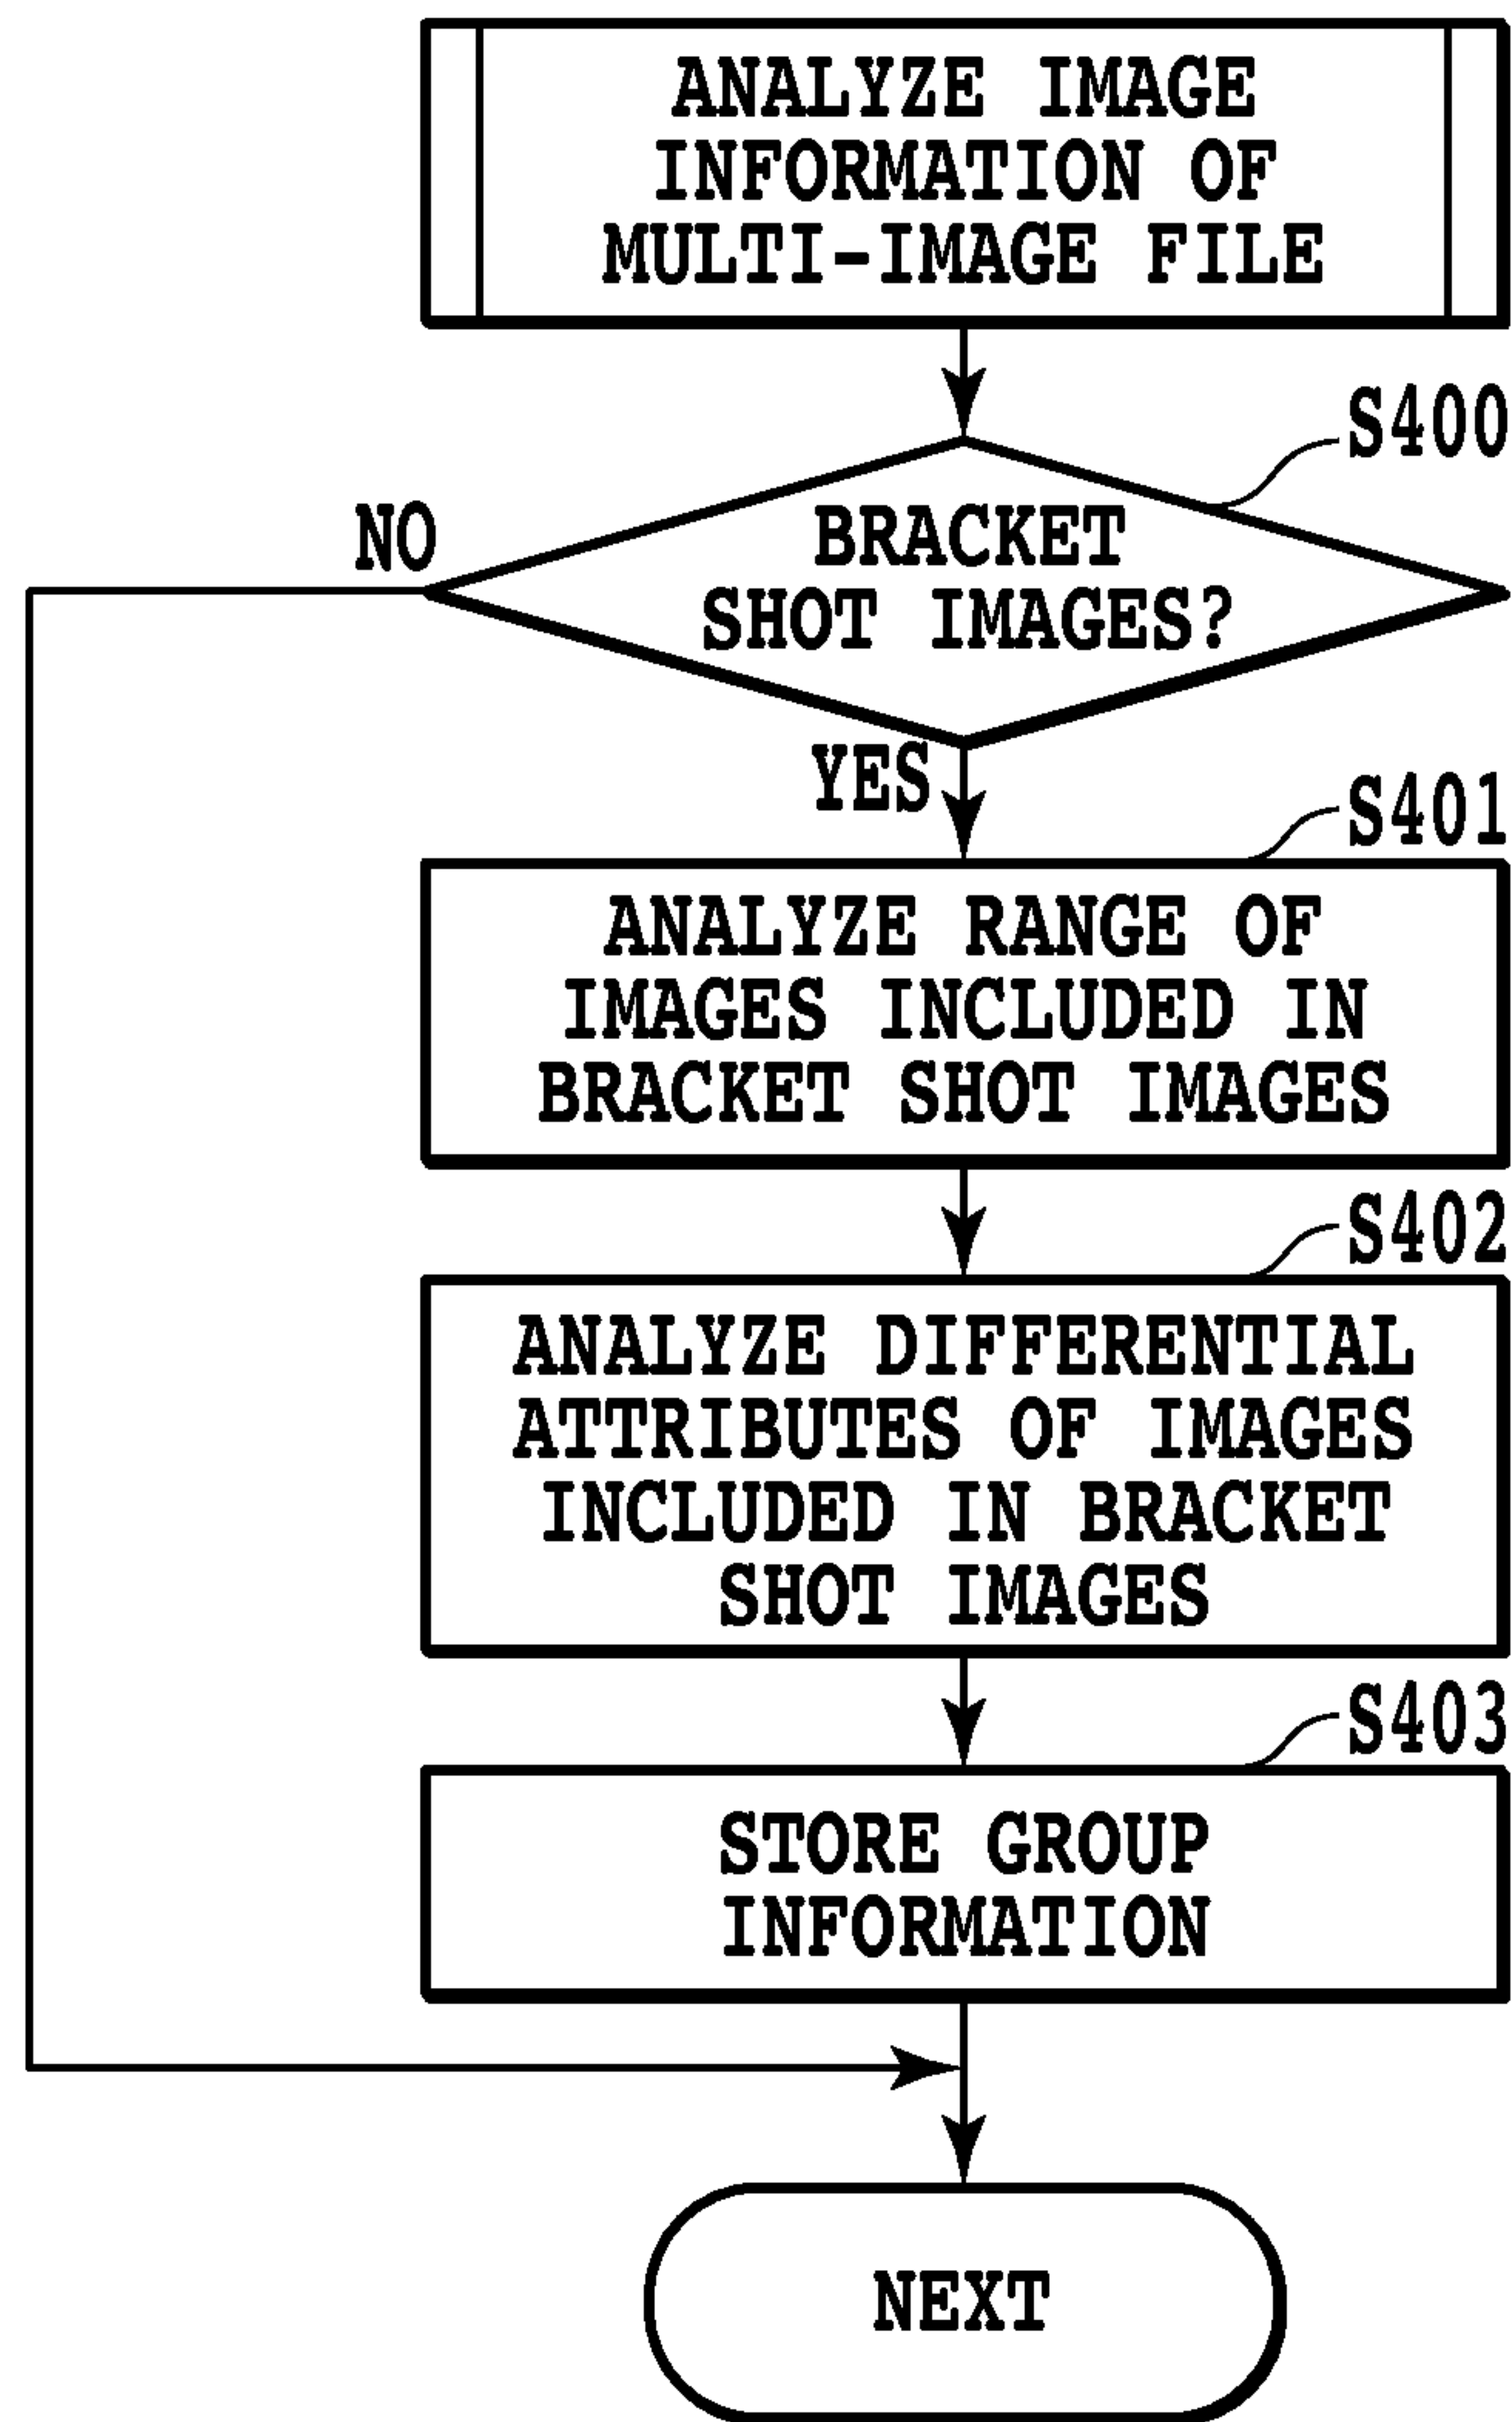 ANALYZE IMAGE
INFORMATION OF
MULTI-IMAGE FILE
S400
NO
BRACKET
SHOT IMAGES?
YES
S401
ANALYZE RANGE OF
IMAGES INCLUDED IN
BRACKET SHOT IMAGES
S402
ANALYZE DIFFERENTIAL
ATTRIBUTES OF IMAGES
INCLUDED IN BRACKET
SHOT IMAGES
S403
STORE GROUP
INFORMATION
NEXT